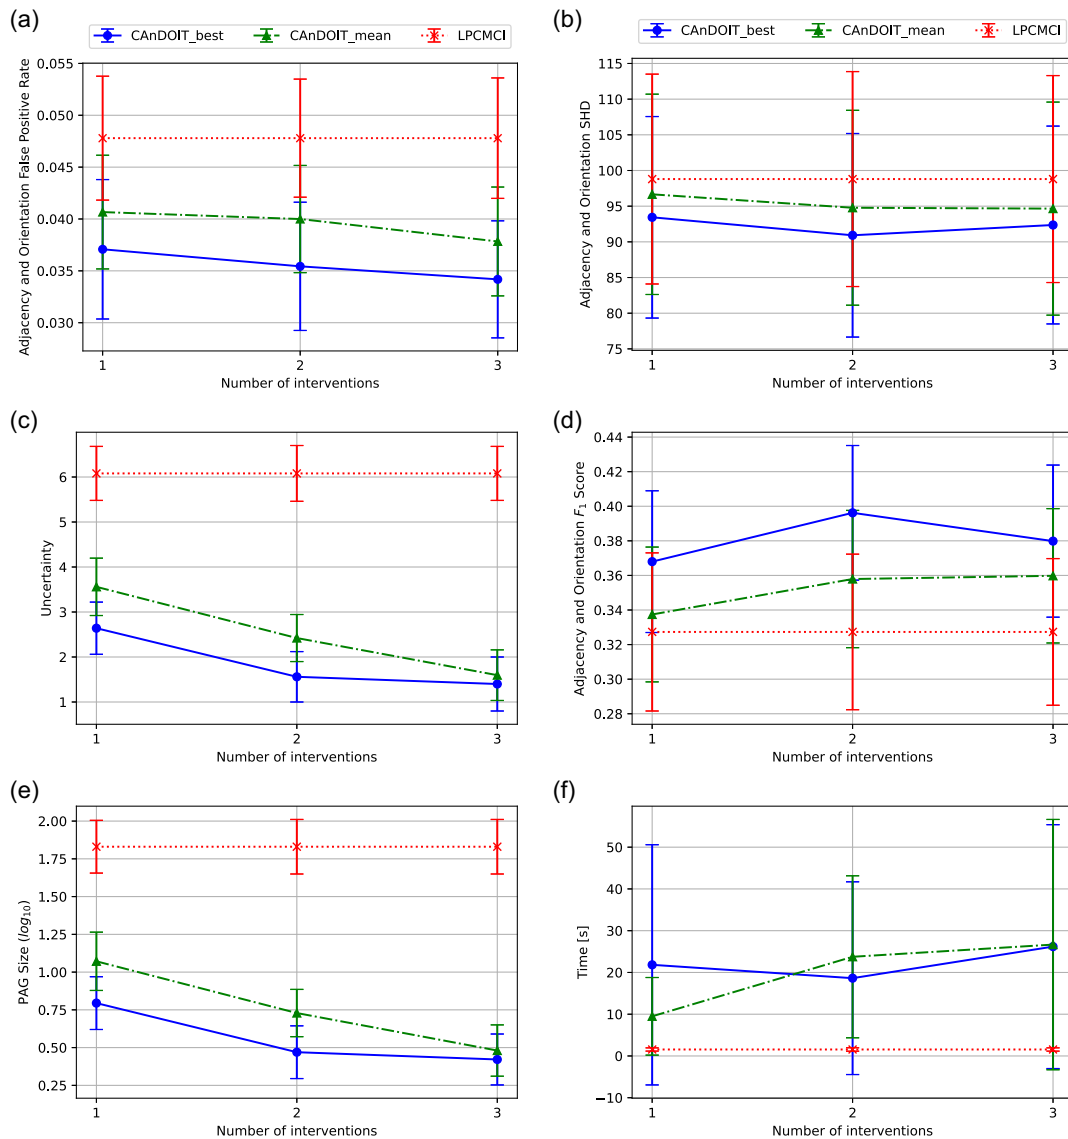 (a)
CAnDOIT_best CAnDOIT_mean LPCMCI
0.055
0.050
0.045
0.040
0.035
0.030
Adjacency and Orientation False Positive Rate
1 2 3
Number of interventions
(b)
CAnDOIT_best CAnDOIT_mean LPCMCI
115
110
105
100
95
90
85
80
75
Adjacency and Orientation SHD
1 2 3
Number of interventions
(c)
6
5
4
3
2
1
Uncertainty
1 2 3
Number of interventions
(d)
0.44
0.42
0.40
0.38
0.36
0.34
0.32
0.30
0.28
Adjacency and Orientation F1 Score
1 2 3
Number of interventions
(e)
2.00
1.75
1.50
1.25
1.00
0.75
0.50
0.25
PAG Size (log10)
1 2 3
Number of interventions
(f)
50
40
30
20
10
0
−10
Time [s]
1 2 3
Number of interventions